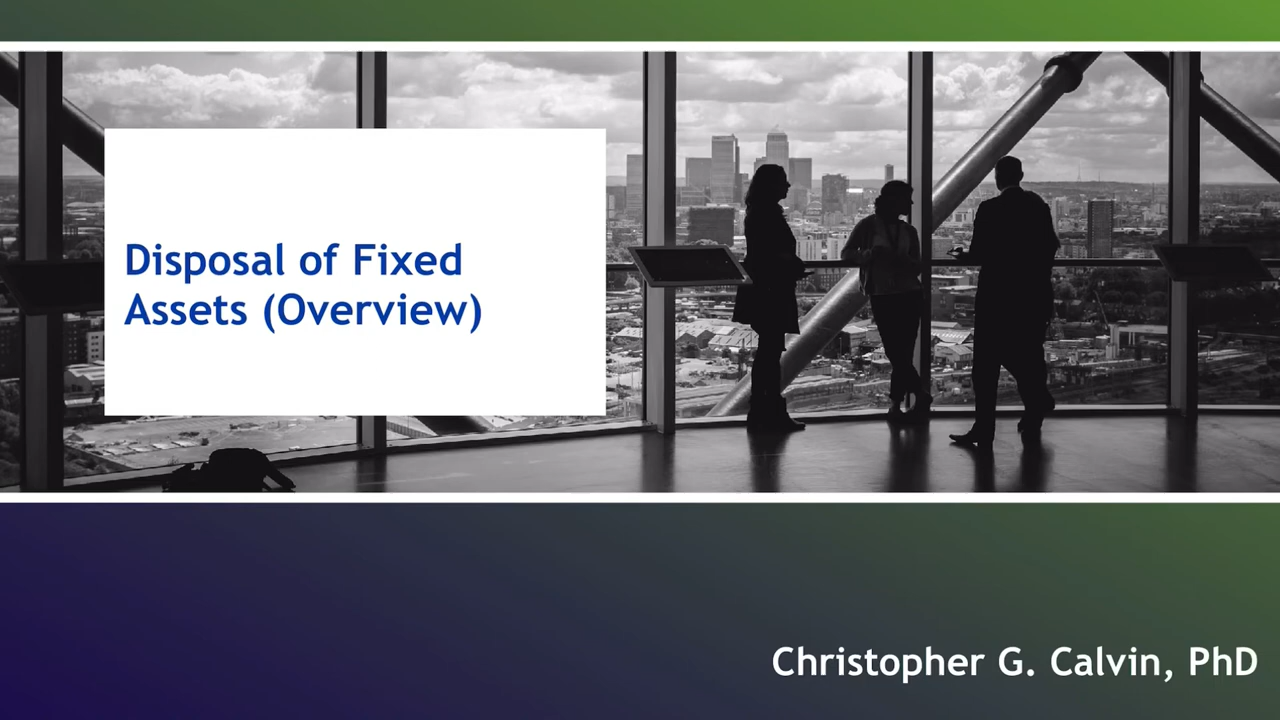 Disposal of Fixed
Assets (Overview)
Christopher G. Calvin, PhD